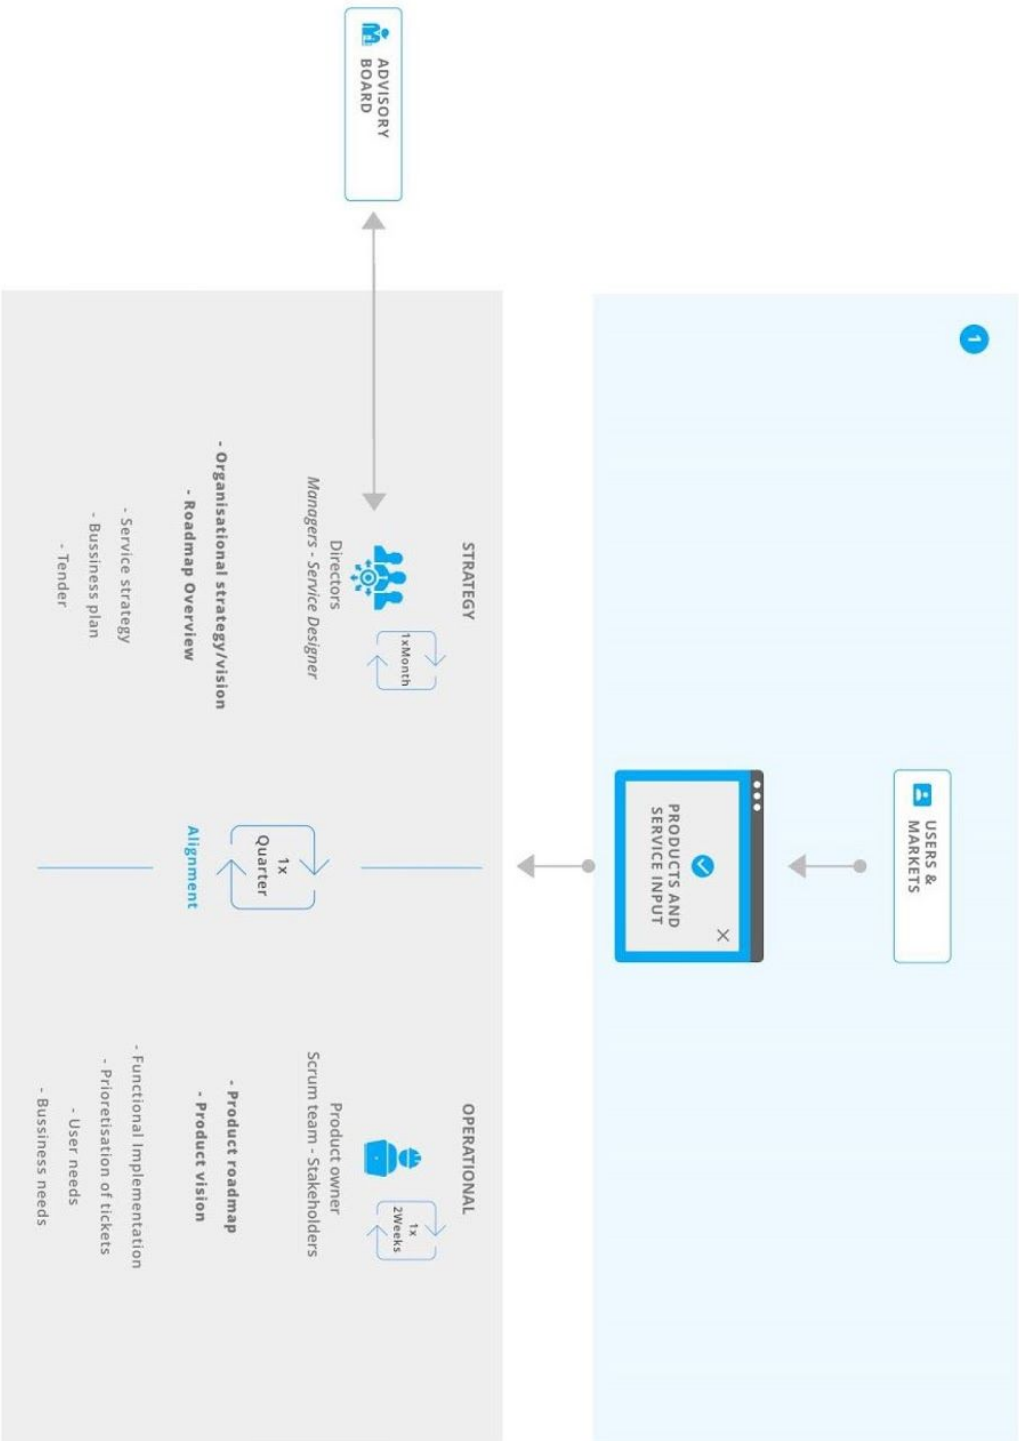 1
USERS &
MARKETS
PRODUCTS AND
SERVICE INPUT
ADVISORY
BOARD
STRATEGY
1xMonth
Directors
Managers - Service Designer
- Organisational strategy/vision
- Roadmap Overview
- Service strategy
- Bussiness plan
- Tender
1x
Quarter
Alignment
OPERATIONAL
1x
2Weeks
Product owner
Scrum team - Stakeholders
- Product roadmap
- Product vision
- Functional Implementation
- Prioretisation of tickets
- User needs
- Bussiness needs